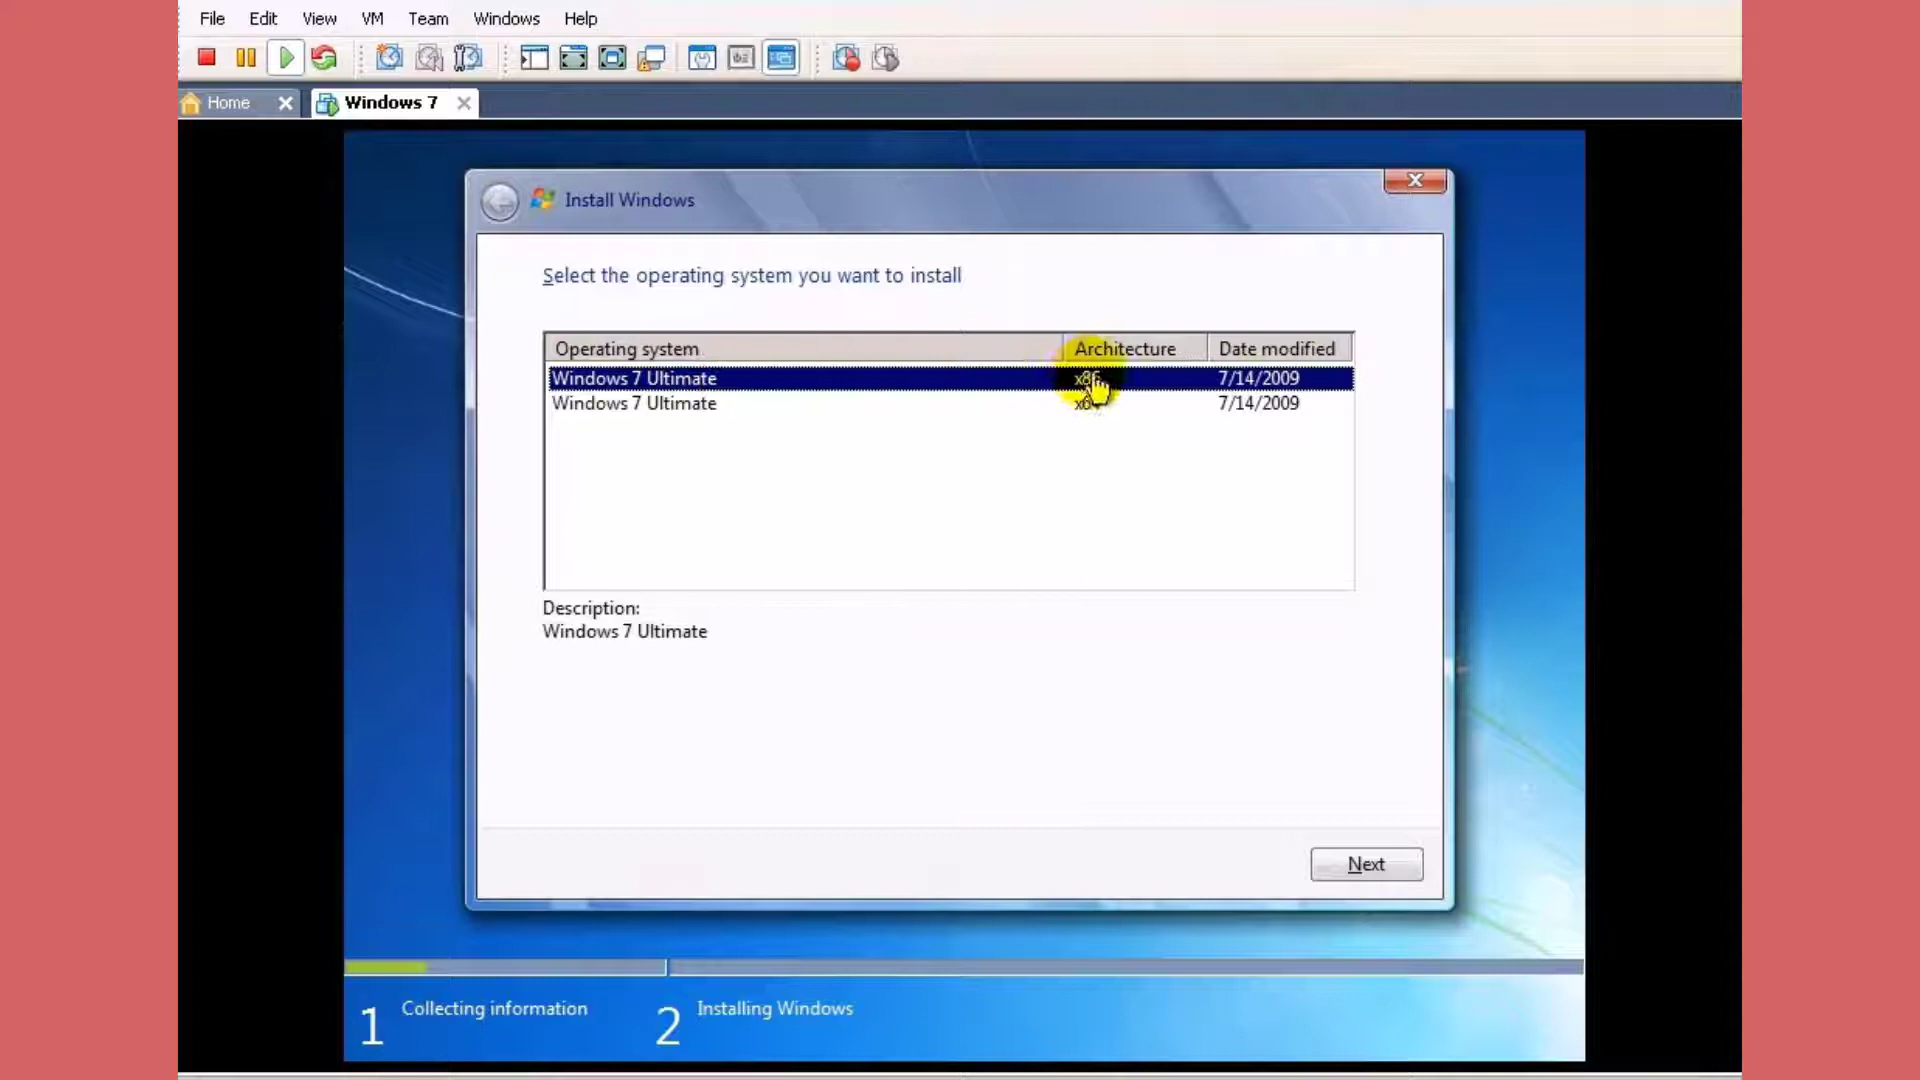 File Edit View VM Team Windows Help
Home Windows 7
Install Windows
Select the operating system you want to install
Operating system Architecture Date modified
Windows 7 Ultimate x86 7/14/2009
Windows 7 Ultimate 7/14/2009
Description:
Windows 7 Ultimate
Next
1 Collecting information 2 Installing Windows